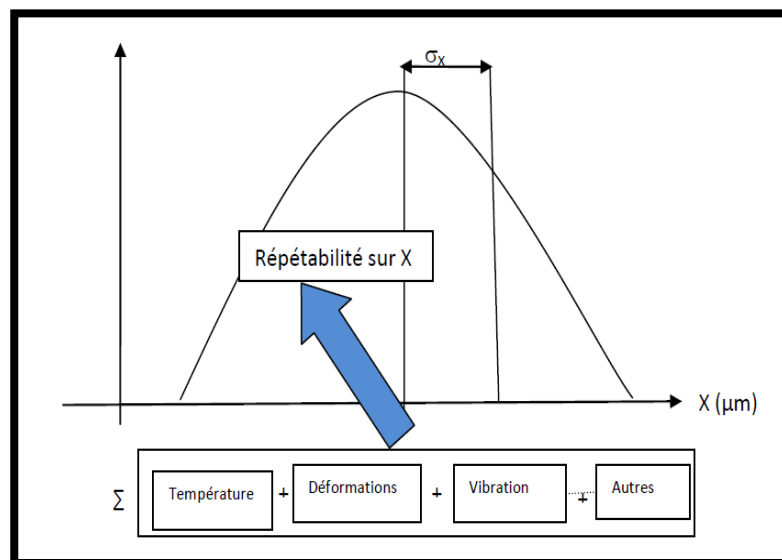 σx
Répétabilité sur X
X (µm)
∑ Température + Déformations + Vibration + Autres